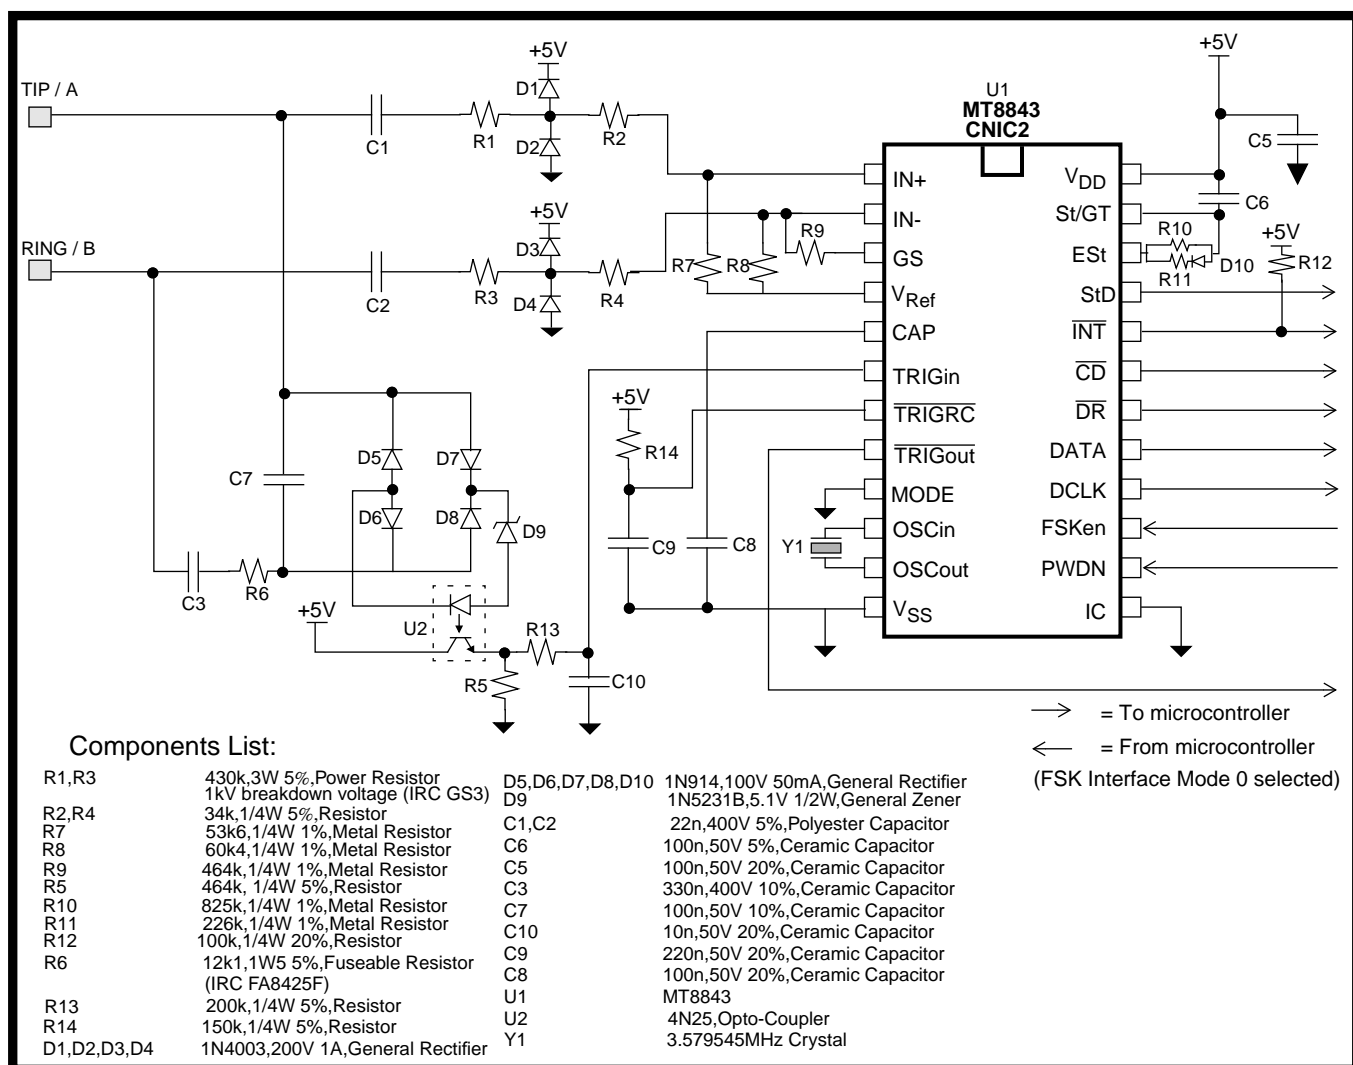 TIP / A
+5V
D1
D2
C1
R1
R2
RING / B
+5V
D3
D4
C2
R3
R4
R7
R8
R9
U1
MT8843
CNIC2
IN+
IN-
GS
VRef
CAP
TRIGin
TRIGRC
TRIGout
MODE
OSCin
OSCout
VSS
VDD
St/GT
ESt
StD
INT
CD
DR
DATA
DCLK
FSKen
PWDN
IC
+5V
C5
C6
R10
D10
R11
+5V
R12
C7
D5
D7
D6
D8
D9
C3
R6
+5V
U2
R13
R5
C10
+5V
R14
C9
C8
Y1
= To microcontroller
= From microcontroller
(FSK Interface Mode 0 selected)
Components List:
R1,R3 430k,3W 5%,Power Resistor
1kV breakdown voltage (IRC GS3)
R2,R4 34k,1/4W 5%,Resistor
R7 53k6,1/4W 1%,Metal Resistor
R8 60k4,1/4W 1%,Metal Resistor
R9 464k,1/4W 1%,Metal Resistor
R5 464k, 1/4W 5%,Resistor
R10 825k,1/4W 1%,Metal Resistor
R11 226k,1/4W 1%,Metal Resistor
R12 100k,1/4W 20%,Resistor
R6 12k1,1W5 5%,Fuseable Resistor
(IRC FA8425F)
R13 200k,1/4W 5%,Resistor
R14 150k,1/4W 5%,Resistor
D1,D2,D3,D4 1N4003,200V 1A,General Rectifier
D5,D6,D7,D8,D10 1N914,100V 50mA,General Rectifier
D9 1N5231B,5.1V 1/2W,General Zener
C1,C2 22n,400V 5%,Polyester Capacitor
C6 100n,50V 5%,Ceramic Capacitor
C5 100n,50V 20%,Ceramic Capacitor
C3 330n,400V 10%,Ceramic Capacitor
C7 100n,50V 10%,Ceramic Capacitor
C10 10n,50V 20%,Ceramic Capacitor
C9 220n,50V 20%,Ceramic Capacitor
C8 100n,50V 20%,Ceramic Capacitor
U1 MT8843
U2 4N25,Opto-Coupler
Y1 3.579545MHz Crystal